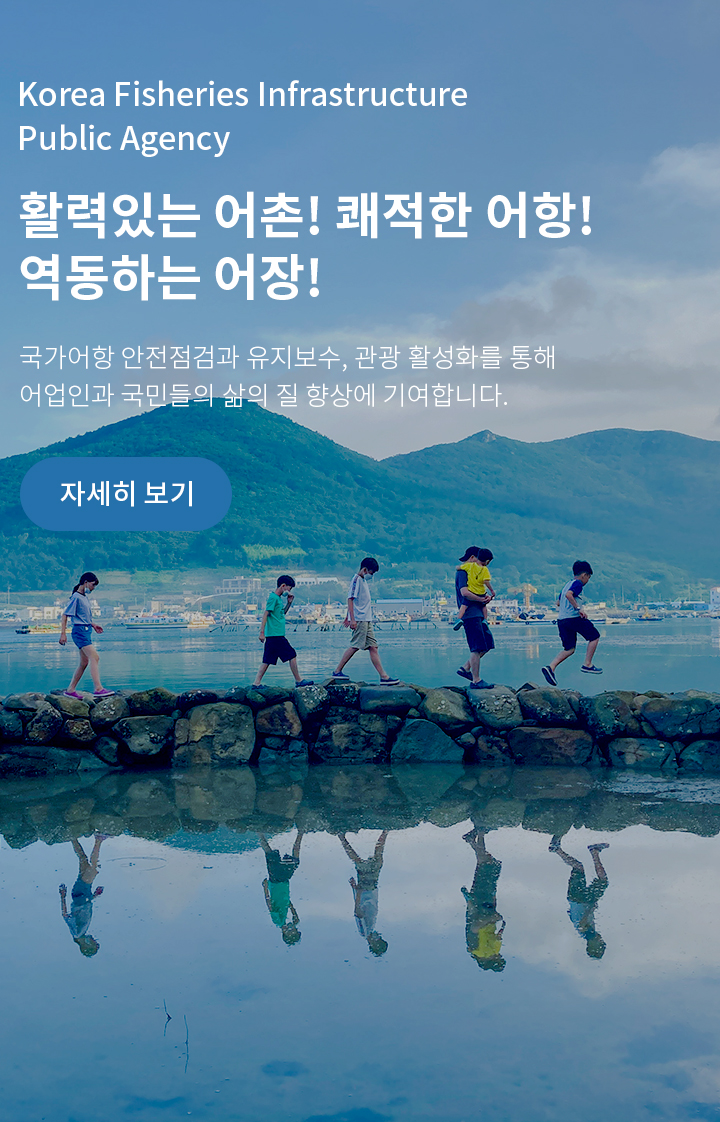 Korea Fisheries Infrastructure
Public Agency
활력있는 어촌! 쾌적한 어항!
역동하는 어장!
국가어항 안전점검과 유지보수, 관광 활성화를 통해
어업인과 국민들의 삶의 질 향상에 기여합니다.
자세히 보기